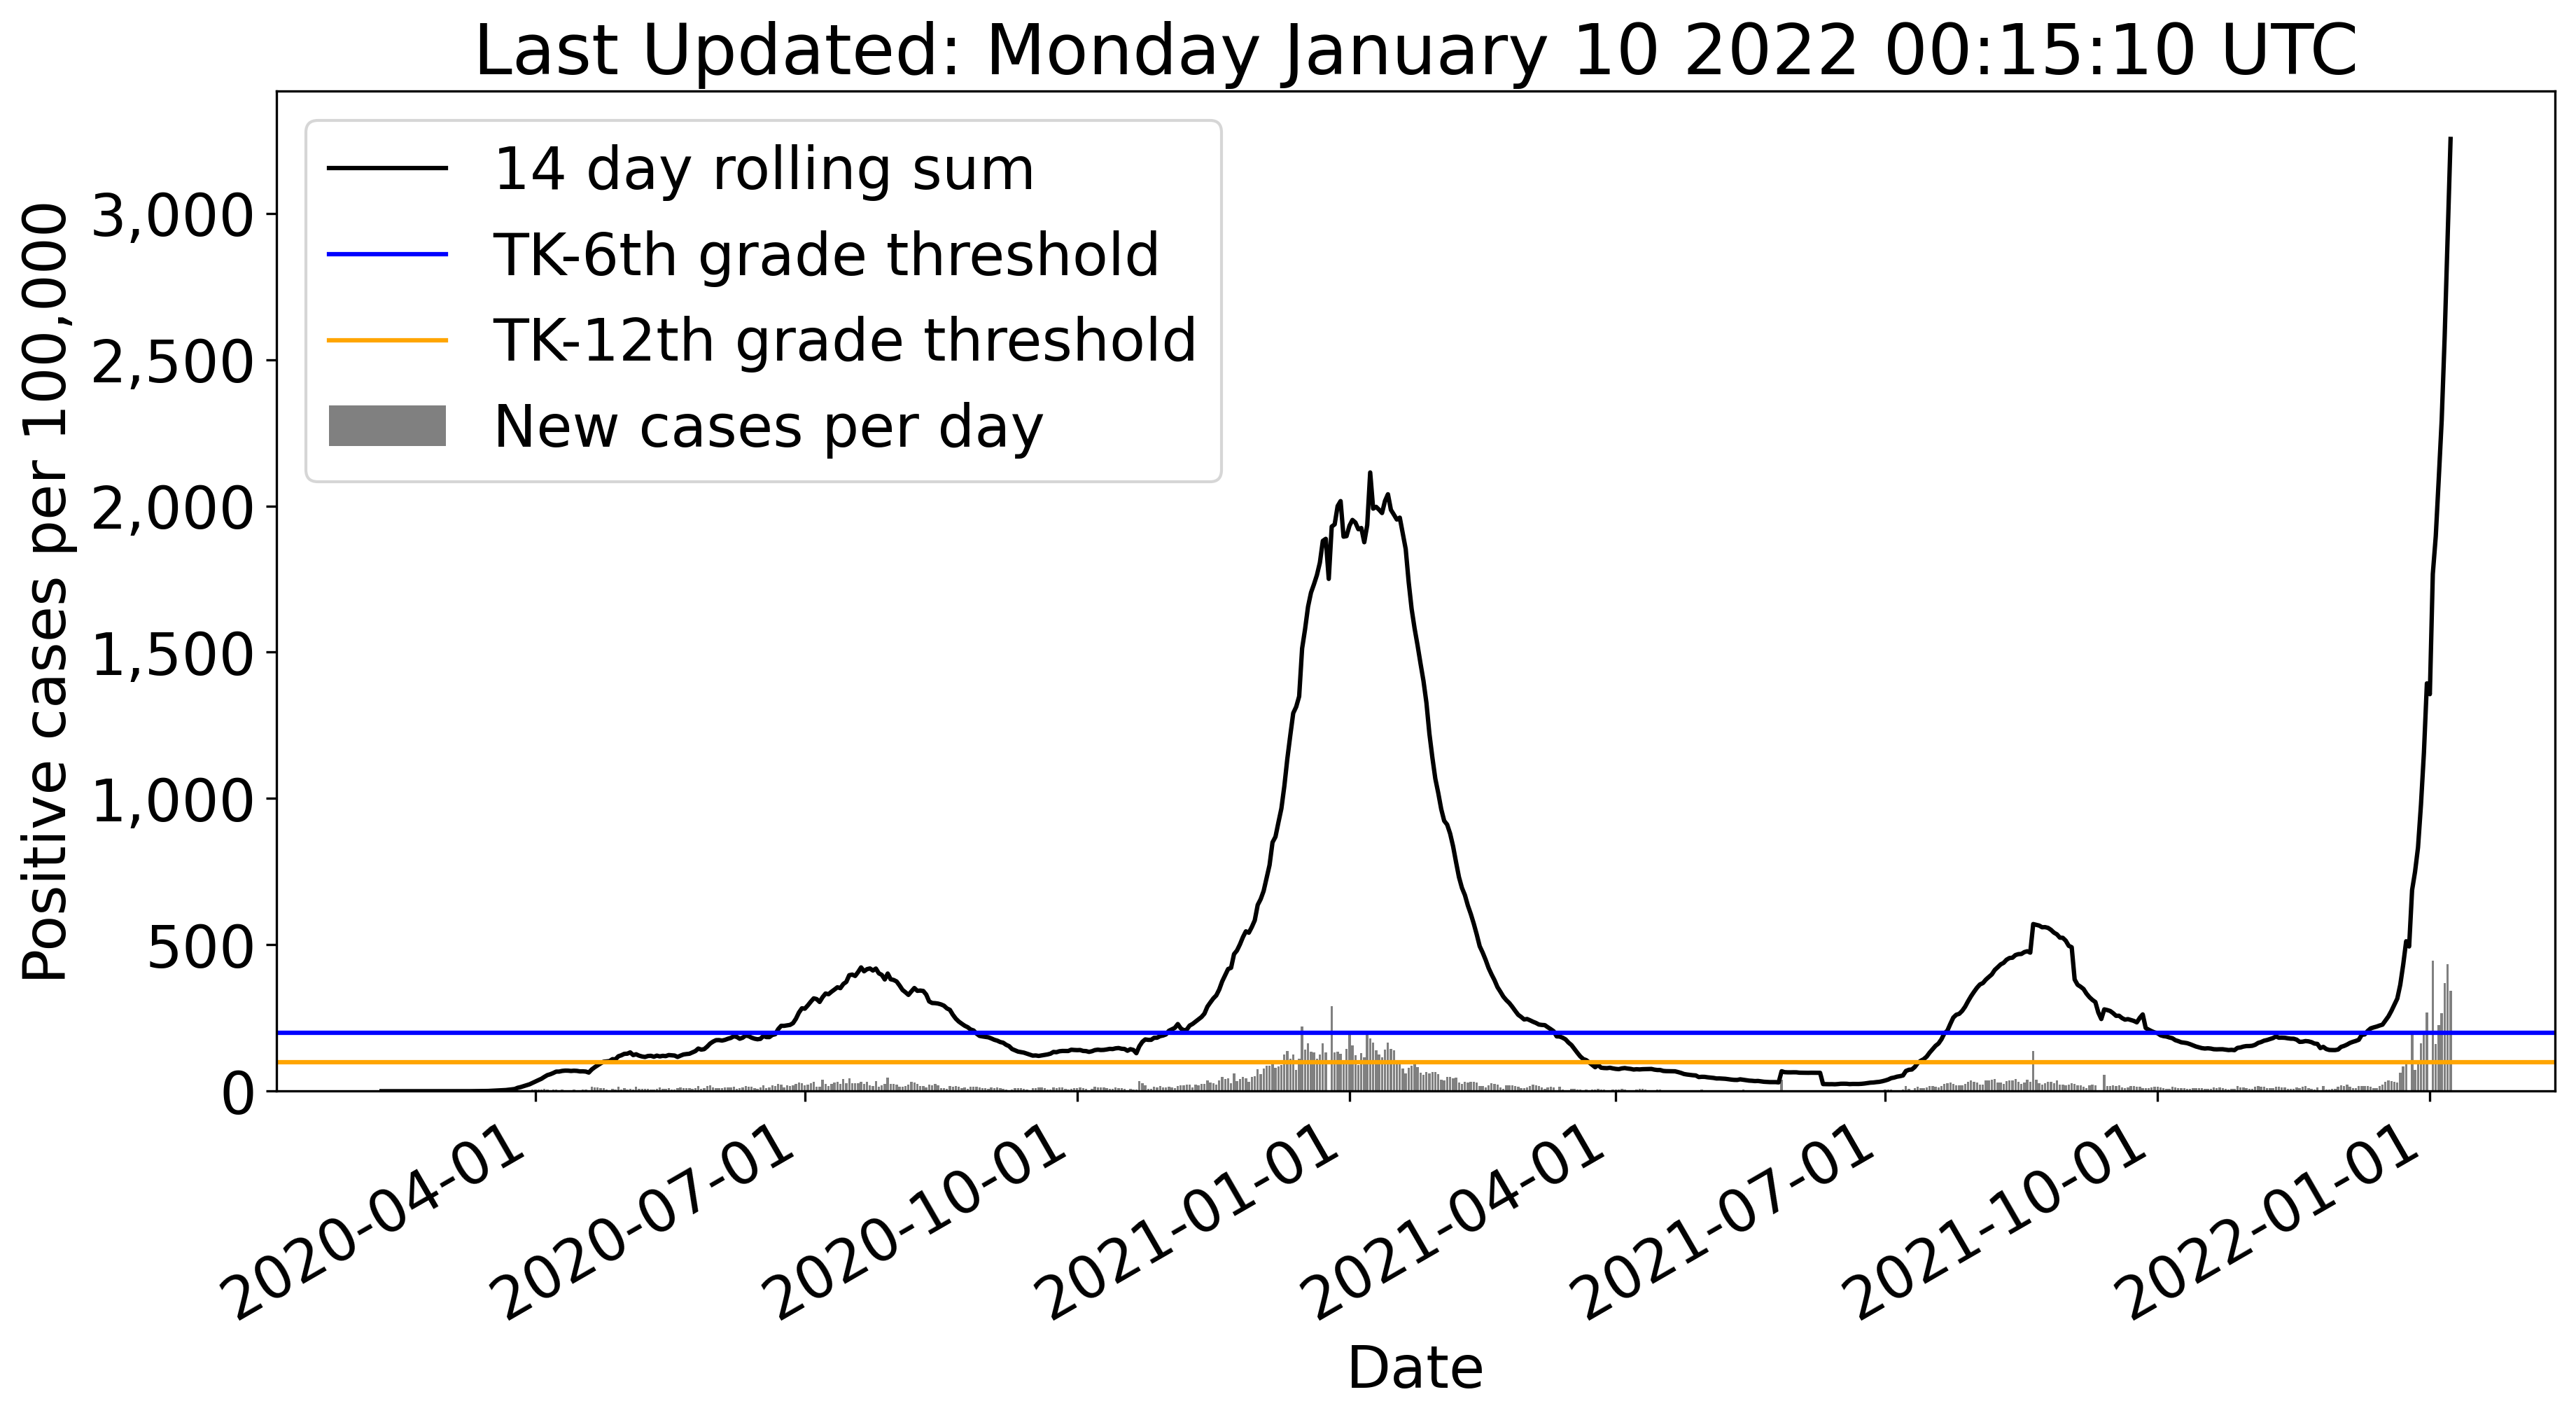 Last Updated: Monday January 10 2022 00:15:10 UTC
14 day rolling sum
TK-6th grade threshold
TK-12th grade threshold
New cases per day
Positive cases per 100,000
3,000
2,500
2,000
1,500
1,000
500
0
2020-04-01
2020-07-01
2020-10-01
2021-01-01
2021-04-01
2021-07-01
2021-10-01
2022-01-01
Date